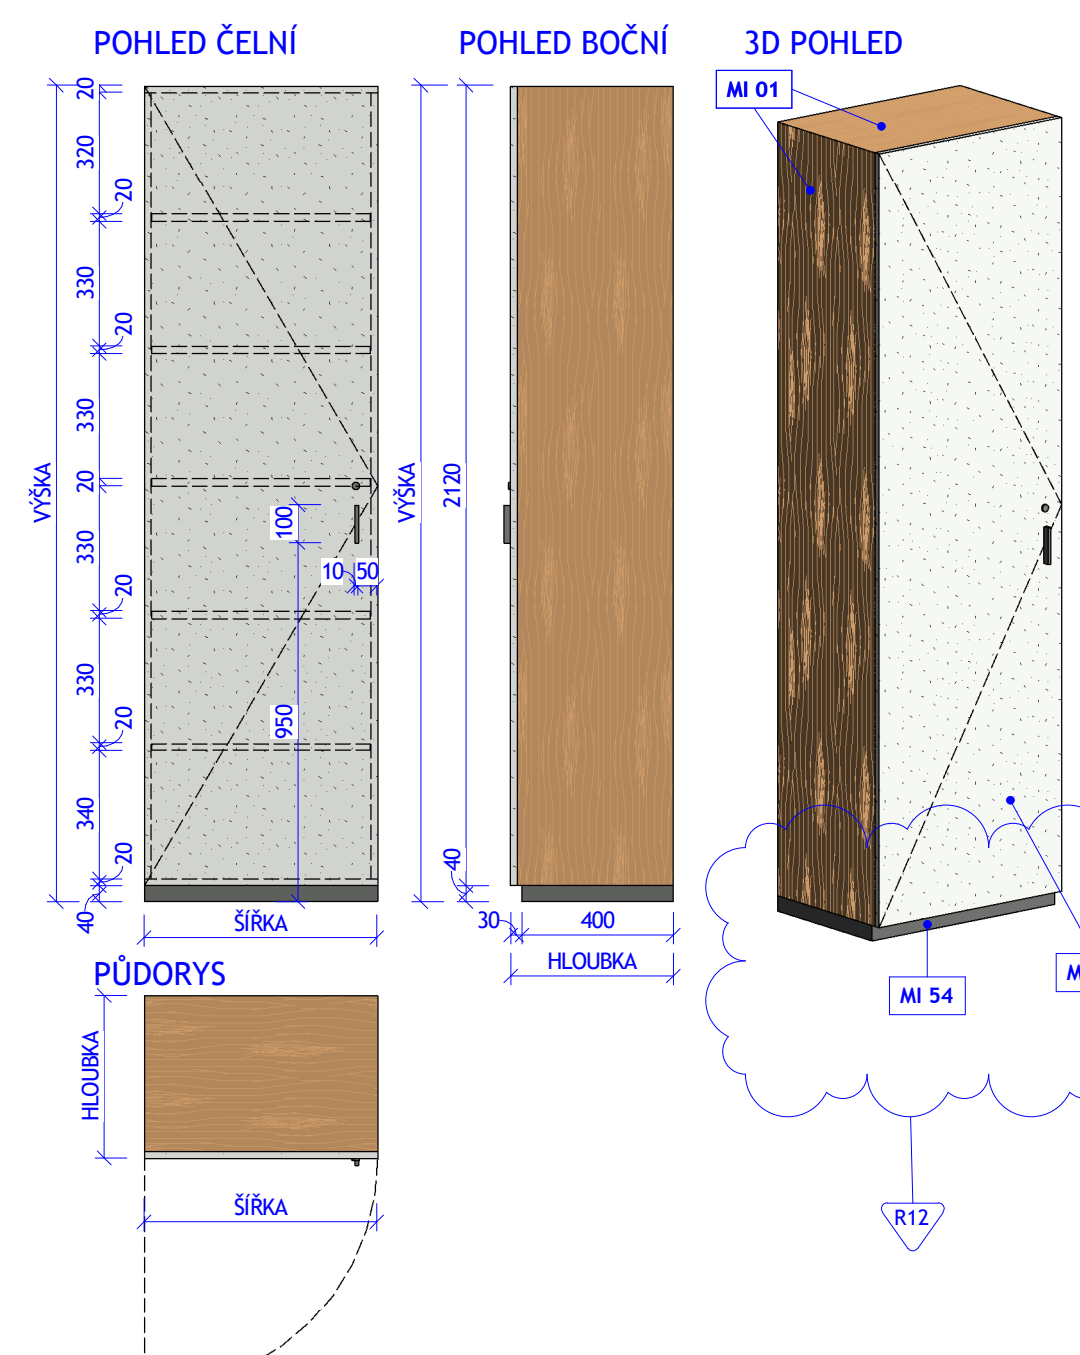 POHLED ČELNÍ
POHLED BOČNÍ
3D POHLED
20
320
20
330
20
330
20
330
20
330
20
340
20
40
VÝŠKA
100
10
50
950
ŠÍŘKA
VÝŠKA
2120
40
30
400
HLOUBKA
MI 01
MI 54
M
R12
PŮDORYS
HLOUBKA
ŠÍŘKA